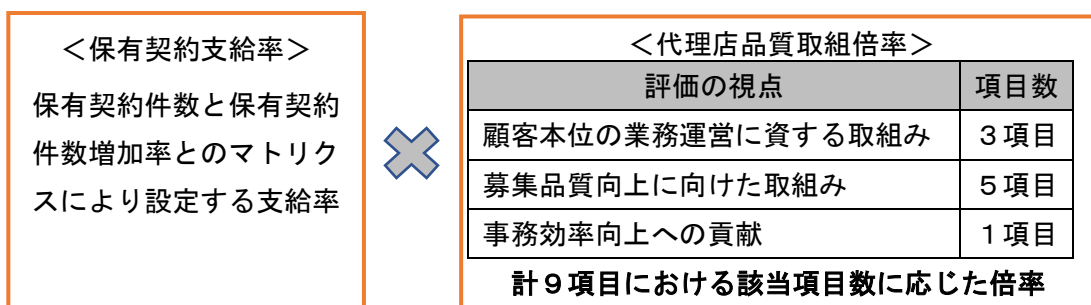 ＜保有契約支給率＞
保有契約件数と保有契約
件数増加率とのマトリク
スにより設定する支給率
＜代理店品質取組倍率＞
評価の視点 項目数
顧客本位の業務運営に資する取組み ３項目
募集品質向上に向けた取組み ５項目
事務効率向上への貢献 １項目
計９項目における該当項目数に応じた倍率